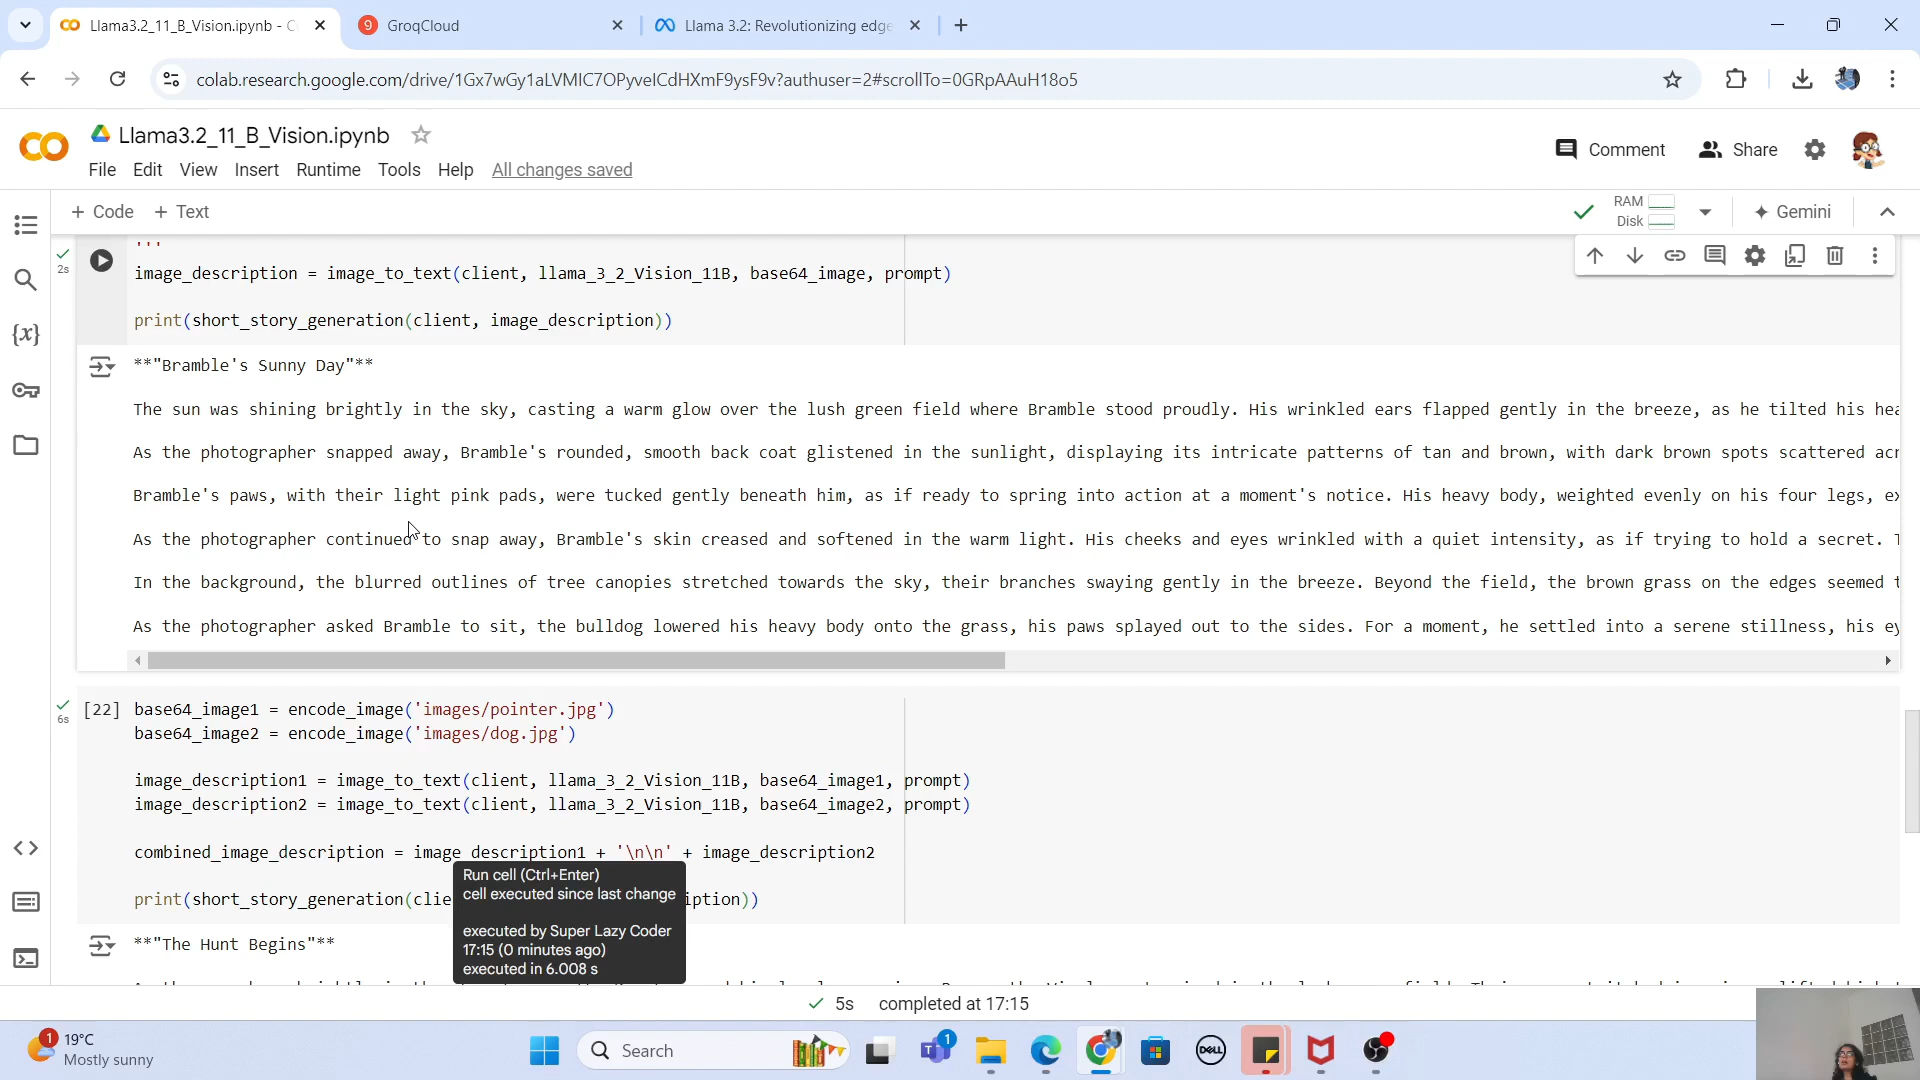 Llama3.2_11_B_Vision.ipynb - C
GroqCloud
Llama 3.2: Revolutionizing edge
colab.research.google.com/drive/1Gx7wGy1aLVMIC7OPyveICdHXmF9ysF9v?authuser=2#scrollTo=0GRpAAuH18o5
Llama3.2_11_B_Vision.ipynb
Comment
Share
File Edit View Insert Runtime Tools Help All changes saved
+ Code + Text
RAM
Disk
Gemini
2s
'''
image_description = image_to_text(client, llama_3_2_Vision_11B, base64_image, prompt)
print(short_story_generation(client, image_description))
**"Bramble's Sunny Day"**
The sun was shining brightly in the sky, casting a warm glow over the lush green field where Bramble stood proudly. His wrinkled ears flapped gently in the breeze, as he tilted his hea
As the photographer snapped away, Bramble's rounded, smooth back coat glistened in the sunlight, displaying its intricate patterns of tan and brown, with dark brown spots scattered acr
Bramble's paws, with their light pink pads, were tucked gently beneath him, as if ready to spring into action at a moment's notice. His heavy body, weighted evenly on his four legs, ex
As the photographer continued to snap away, Bramble's skin creased and softened in the warm light. His cheeks and eyes wrinkled with a quiet intensity, as if trying to hold a secret. T
In the background, the blurred outlines of tree canopies stretched towards the sky, their branches swaying gently in the breeze. Beyond the field, the brown grass on the edges seemed t
As the photographer asked Bramble to sit, the bulldog lowered his heavy body onto the grass, his paws splayed out to the sides. For a moment, he settled into a serene stillness, his ey
6s
[22] base64_image1 = encode_image('images/pointer.jpg')
base64_image2 = encode_image('images/dog.jpg')
image_description1 = image_to_text(client, llama_3_2_Vision_11B, base64_image1, prompt)
image_description2 = image_to_text(client, llama_3_2_Vision_11B, base64_image2, prompt)
combined_image_description = image_description1 + '\n\n' + image_description2
print(short_story_generation(clie iption))
Run cell (Ctrl+Enter)
cell executed since last change
executed by Super Lazy Coder
17:15 (0 minutes ago)
executed in 6.008 s
**"The Hunt Begins"**
5s completed at 17:15
1
19°C
Mostly sunny
Search
1
DELL